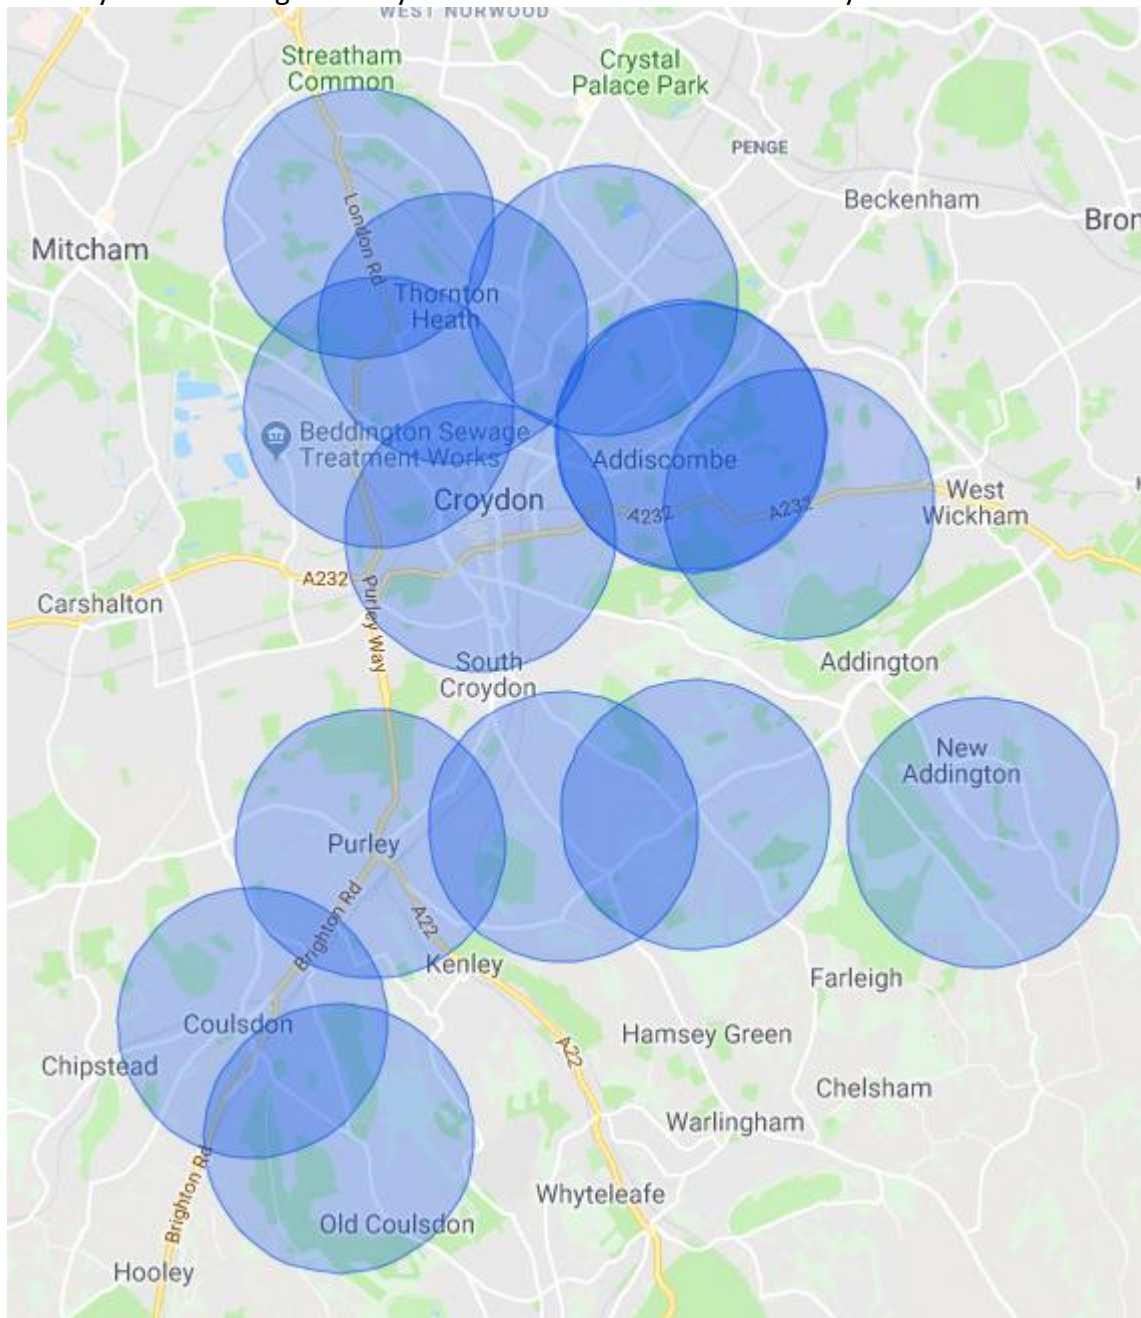 WEST NORWOOD
Streatham
Common
Crystal
Palace Park
PENGE
Beckenham
Mitcham
Bron
London Rd
Thornton
Heath
Beddington Sewage
Treatment Works
Addiscombe
Croydon
West
Wickham
A232
A232
A232
Carshalton
Purley Way
South
Croydon
Addington
New
Addington
Purley
Brighton Rd
A22
Kenley
Farleigh
Coulsdon
Hamsey Green
Chipstead
A22
Chelsham
Warlingham
Brighton Rd
Whyteleafe
Old Coulsdon
Hooley